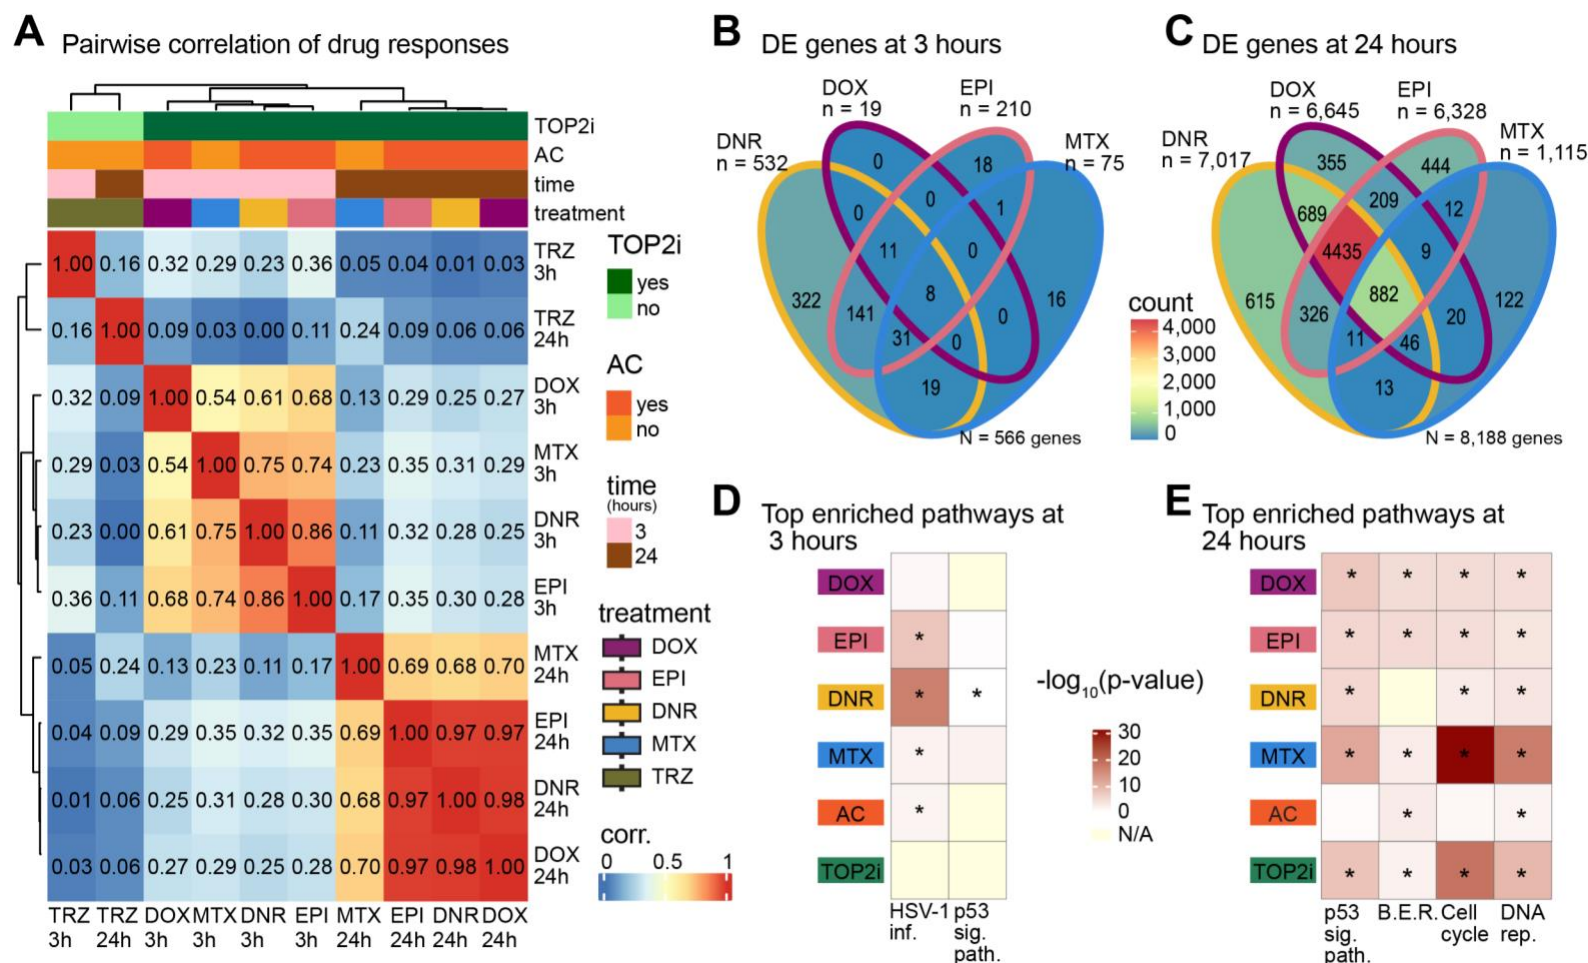 A Pairwise correlation of drug responses
TOP2i
AC
time
treatment
1.00 0.16 0.32 0.29 0.23 0.36 0.05 0.04 0.01 0.03 TRZ 3h
0.16 1.00 0.09 0.03 0.00 0.11 0.24 0.09 0.06 0.06 TRZ 24h
0.32 0.09 1.00 0.54 0.61 0.68 0.13 0.29 0.25 0.27 DOX 3h
0.29 0.03 0.54 1.00 0.75 0.74 0.23 0.35 0.31 0.29 MTX 3h
0.23 0.00 0.61 0.75 1.00 0.86 0.11 0.32 0.28 0.25 DNR 3h
0.36 0.11 0.68 0.74 0.86 1.00 0.17 0.35 0.30 0.28 EPI 3h
0.05 0.24 0.13 0.23 0.11 0.17 1.00 0.69 0.68 0.70 MTX 24h
0.04 0.09 0.29 0.35 0.32 0.35 0.69 1.00 0.97 0.97 EPI 24h
0.01 0.06 0.25 0.31 0.28 0.30 0.68 0.97 1.00 0.98 DNR 24h
0.03 0.06 0.27 0.29 0.25 0.28 0.70 0.97 0.98 1.00 DOX 24h
TRZ TRZ DOX MTX DNR EPI MTX EPI DNR DOX
3h 24h 3h 3h 3h 3h 24h 24h 24h 24h
TOP2i
yes
no
AC
yes
no
time
(hours)
3
24
treatment
DOX
EPI
DNR
MTX
TRZ
corr.
0 0.5 1
B DE genes at 3 hours
DOX
n = 19
EPI
n = 210
DNR
n = 532
MTX
n = 75
0
18
0
0
1
11
0
322
141
8
16
0
31
0
19
N = 566 genes
C DE genes at 24 hours
DOX
n = 6,645
EPI
n = 6,328
DNR
n = 7,017
MTX
n = 1,115
355
444
209
689
12
4435
9
615
326
882
122
20
11
46
13
N = 8,188 genes
count
4,000
3,000
2,000
1,000
0
D Top enriched pathways at
3 hours
DOX
EPI *
DNR * *
MTX *
AC *
TOP2i
HSV-1 p53
inf. sig.
path.
-log10(p-value)
30
20
10
0
N/A
E Top enriched pathways at
24 hours
DOX * * * *
EPI * * * *
DNR * * *
MTX * * * *
AC * *
TOP2i * * * *
p53 B.E.R. Cell DNA
sig. cycle rep.
path.